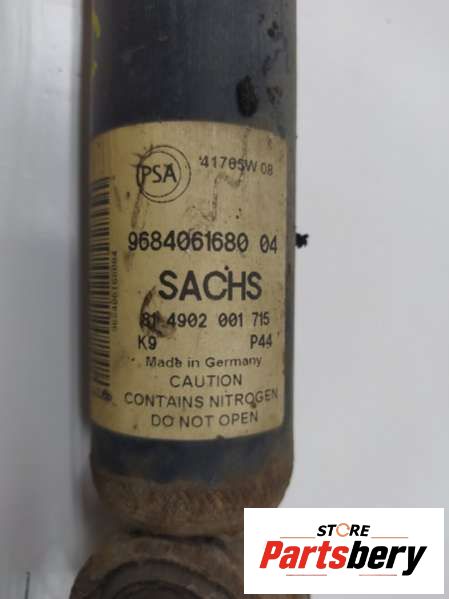 PSA
41765W 08
9684061680 04
SACHS
81 4902 001 715
K9 P44
Made in Germany
CAUTION
CONTAINS NITROGEN
DO NOT OPEN
STORE
Partsbery